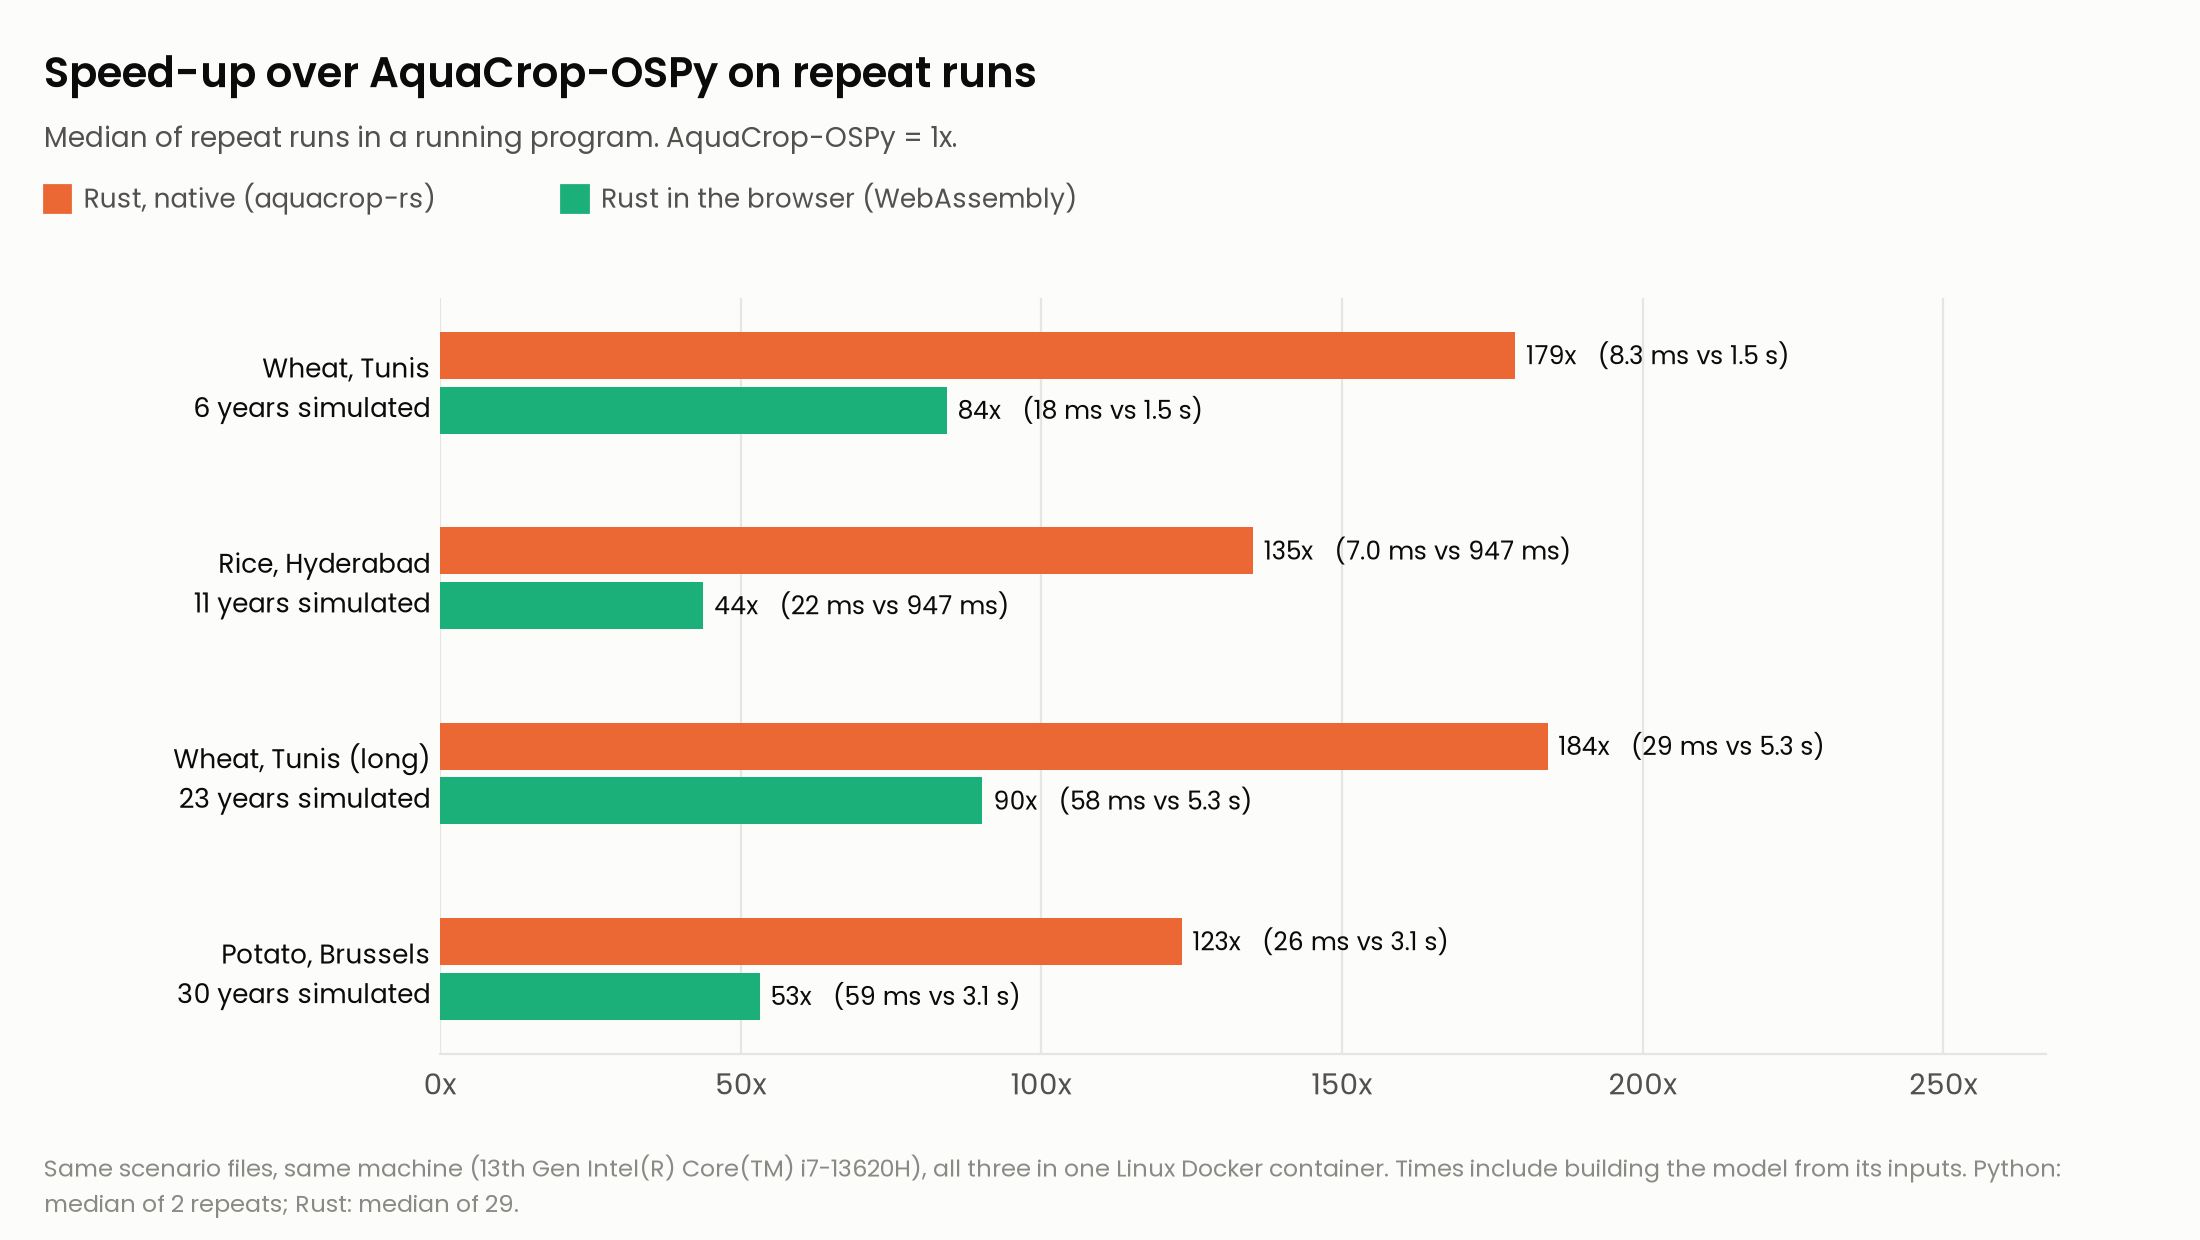 Speed-up over AquaCrop-OSPy on repeat runs
Median of repeat runs in a running program. AquaCrop-OSPy = 1x.
Rust, native (aquacrop-rs)
Rust in the browser (WebAssembly)
Wheat, Tunis
6 years simulated
179x (8.3 ms vs 1.5 s)
84x (18 ms vs 1.5 s)
Rice, Hyderabad
11 years simulated
135x (7.0 ms vs 947 ms)
44x (22 ms vs 947 ms)
Wheat, Tunis (long)
23 years simulated
184x (29 ms vs 5.3 s)
90x (58 ms vs 5.3 s)
Potato, Brussels
30 years simulated
123x (26 ms vs 3.1 s)
53x (59 ms vs 3.1 s)
0x 50x 100x 150x 200x 250x
Same scenario files, same machine (13th Gen Intel(R) Core(TM) i7-13620H), all three in one Linux Docker container. Times include building the model from its inputs. Python:
median of 2 repeats; Rust: median of 29.